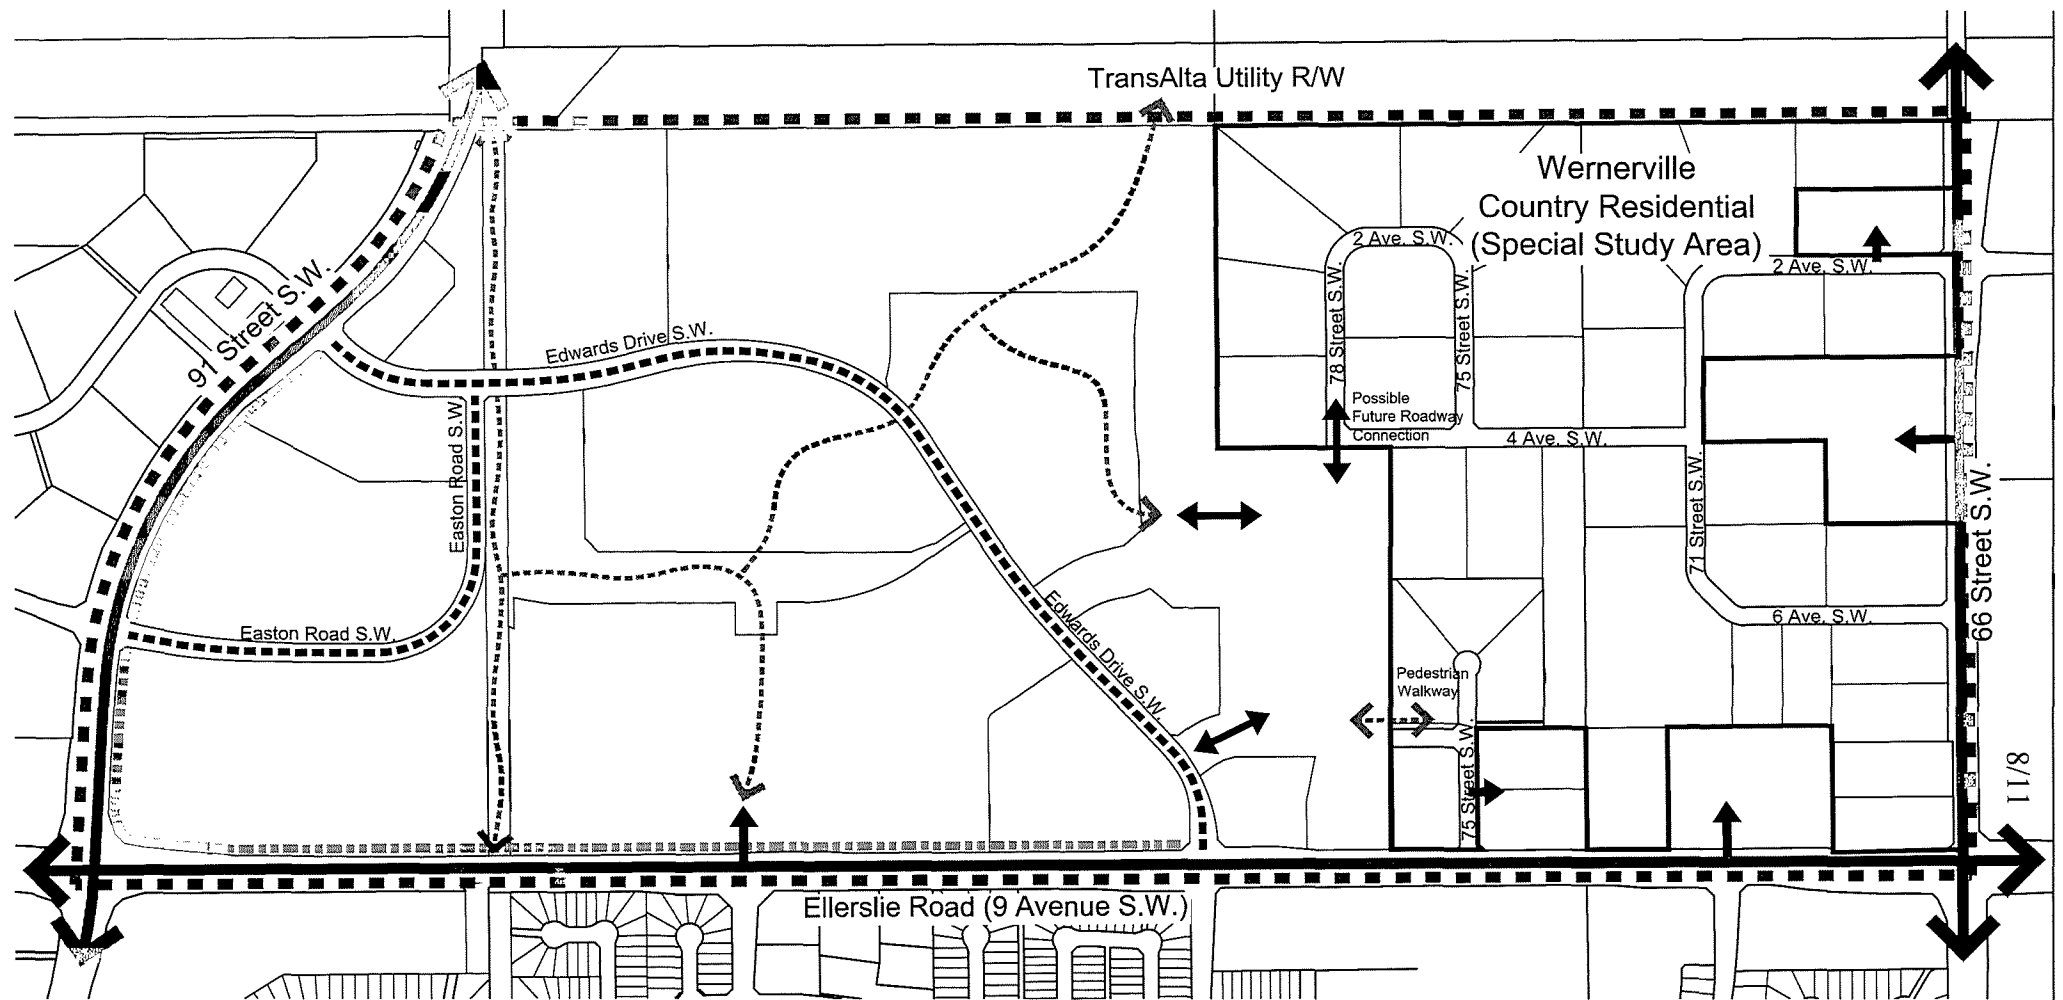 TransAlta Utility R/W
Wernerville
Country Residential
(Special Study Area)
2 Ave. S.W.
2 Ave. S.W.
91 Street S.W.
78 Street S.W.
75 Street S.W.
Edwards Drive S.W.
Possible
Future Roadway
Connection
4 Ave. S.W.
Easton Road S.W.
71 Street S.W.
66 Street S.W.
Easton Road S.W.
Edwards Drive S.W.
6 Ave. S.W.
Pedestrian
Walkway
75 Street S.W.
8/11
Ellerslie Road (9 Avenue S.W.)